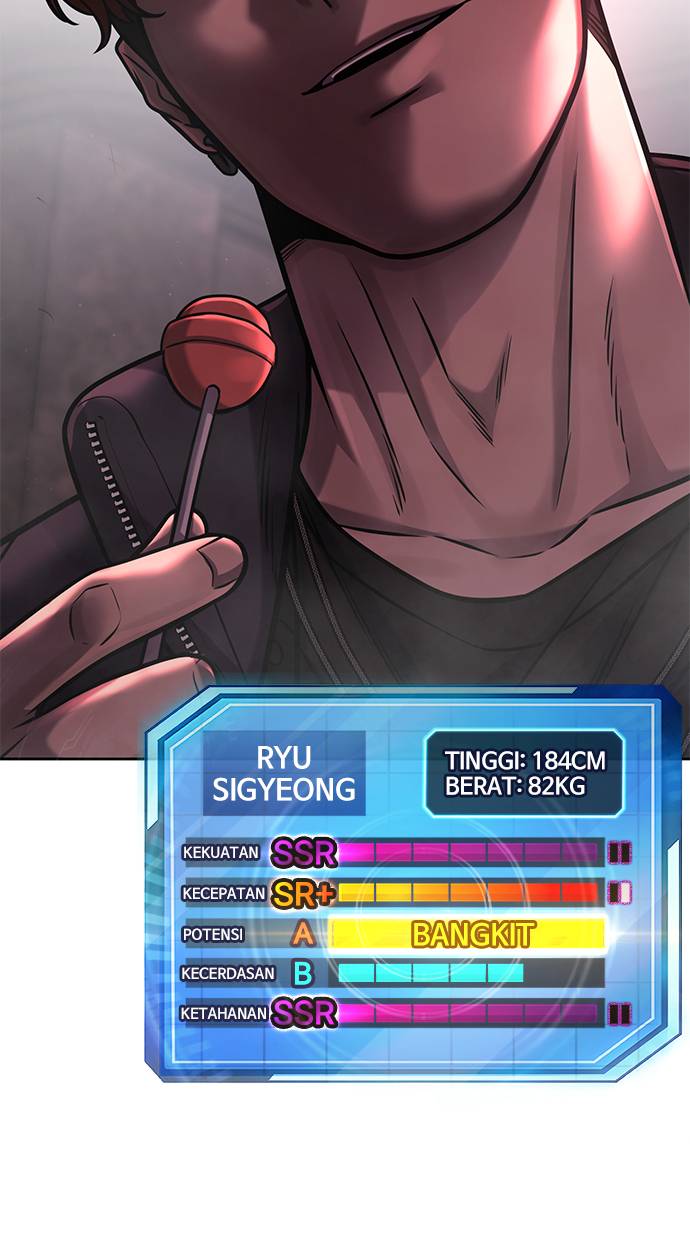 RYU
SIGYEONG
TINGGI: 184CM
BERAT: 82KG
KEKUATAN SSR
KECEPATAN SR+
POTENSI A BANGKIT
KECERDASAN B
KETAHANAN SSR